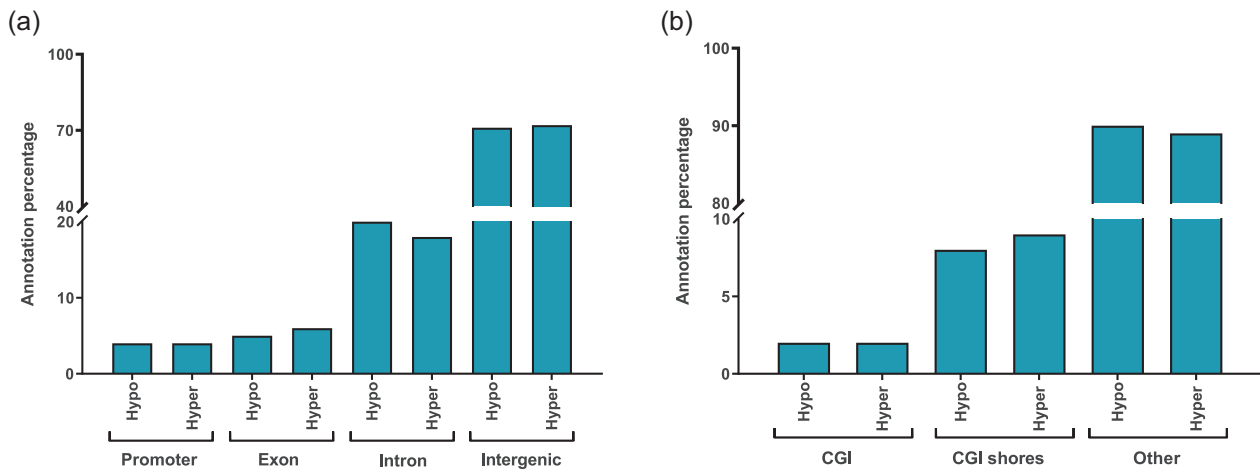 (a)
Annotation percentage
100
70
40
20
10
0
Hypo
Hyper
Hypo
Hyper
Hypo
Hyper
Hypo
Hyper
Promoter
Exon
Intron
Intergenic
(b)
Annotation percentage
100
90
80
10
5
0
Hypo
Hyper
Hypo
Hyper
Hypo
Hyper
CGI
CGI shores
Other